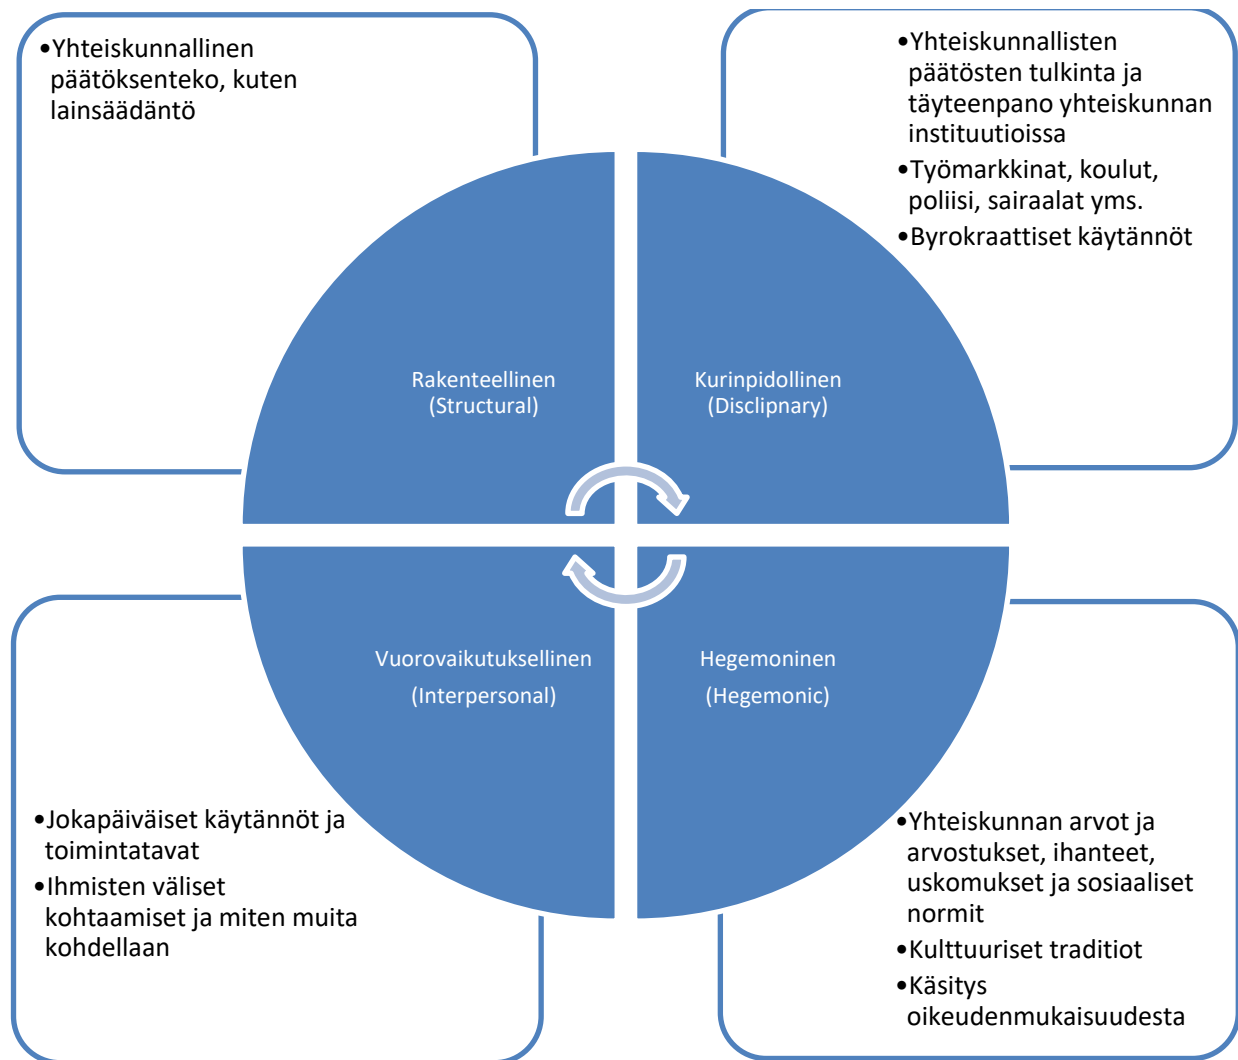 •Yhteiskunnallinen
päätöksenteko, kuten
lainsäädäntö
•Yhteiskunnallisten
päätösten tulkinta ja
täyteenpano yhteiskunnan
instituutioissa
•Työmarkkinat, koulut,
poliisi, sairaalat yms.
•Byrokraattiset käytännöt
Rakenteellinen
(Structural)
Kurinpidollinen
(Disclipnary)
Vuorovaikutuksellinen
(Interpersonal)
Hegemoninen
(Hegemonic)
•Jokapäiväiset käytännöt ja
toimintatavat
•Ihmisten väliset
kohtaamiset ja miten muita
kohdellaan
•Yhteiskunnan arvot ja
arvostukset, ihanteet,
uskomukset ja sosiaaliset
normit
•Kulttuuriset traditiot
•Käsitys
oikeudenmukaisuudesta